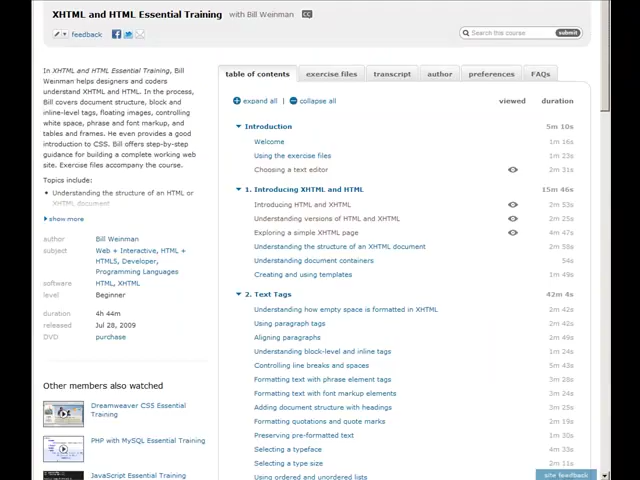 XHTML and HTML Essential Training with Bill Weinman CC
feedback
Search this course submit
In XHTML and HTML Essential Training, Bill
Weinman helps designers and coders
understand XHTML and HTML. In the process,
Bill covers document structure, block and
inline-level tags, floating images, controlling
white space, phrase and font markup, and
tables and frames. He even provides a good
introduction to CSS. Bill offers step-by-step
guidance for building a complete working web
site. Exercise files accompany the course.
Topics include:
Understanding the structure of an HTML or
XHTML document
show more
author Bill Weinman
subject Web + Interactive, HTML +
HTML5, Developer,
Programming Languages
software HTML, XHTML
level Beginner
duration 4h 44m
released Jul 28, 2009
DVD purchase
Other members also watched
Dreamweaver CS5 Essential
Training
PHP with MySQL Essential Training
JavaScript Essential Training
table of contents exercise files transcript author preferences FAQs
expand all | collapse all viewed duration
Introduction 5m 10s
Welcome 1m 16s
Using the exercise files 1m 23s
Choosing a text editor 2m 31s
1. Introducing XHTML and HTML 15m 46s
Introducing HTML and XHTML 2m 53s
Understanding versions of HTML and XHTML 2m 25s
Exploring a simple XHTML page 4m 47s
Understanding the structure of an XHTML document 2m 58s
Understanding document containers 54s
Creating and using templates 1m 49s
2. Text Tags 42m 4s
Understanding how empty space is formatted in XHTML 2m 42s
Using paragraph tags 2m 42s
Aligning paragraphs 2m 49s
Understanding block-level and inline tags 1m 24s
Controlling line breaks and spaces 5m 43s
Formatting text with phrase element tags 3m 28s
Formatting text with font markup elements 2m 24s
Adding document structure with headings 3m 25s
Formatting quotations and quote marks 2m 19s
Preserving pre-formatted text 1m 30s
Selecting a typeface 4m 33s
Selecting a type size 2m 11s
Using ordered and unordered lists
site feedback